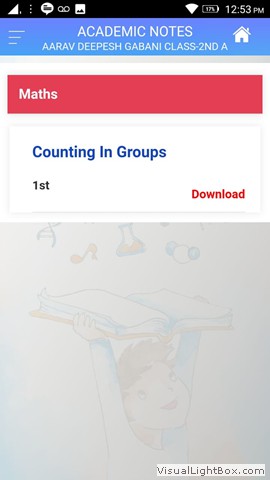 17% 12:53 PM
ACADEMIC NOTES
AARAV DEEPESH GABANI CLASS-2ND A
Maths
Counting In Groups
1st
Download
VisualLightBox.com